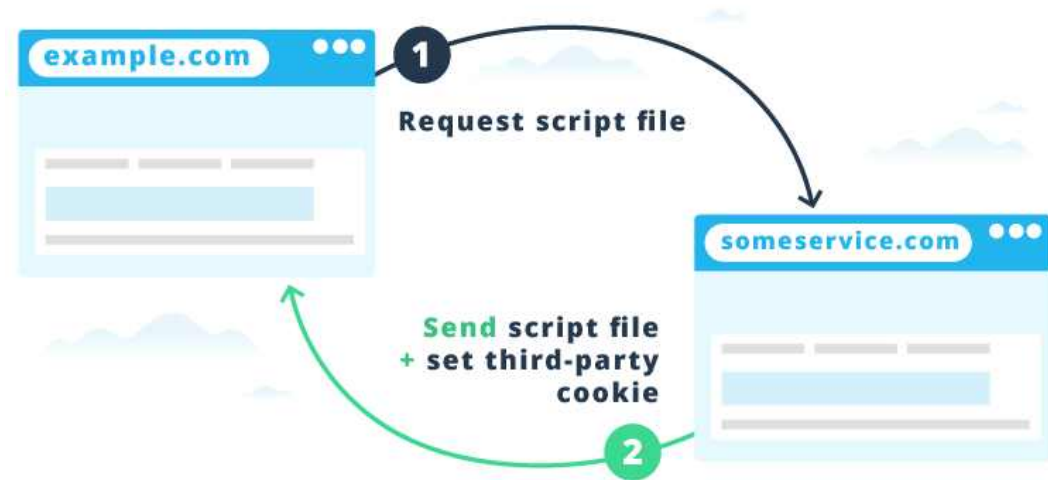 example.com
1
Request script file
someservice.com
Send script file
+ set third-party
cookie
2